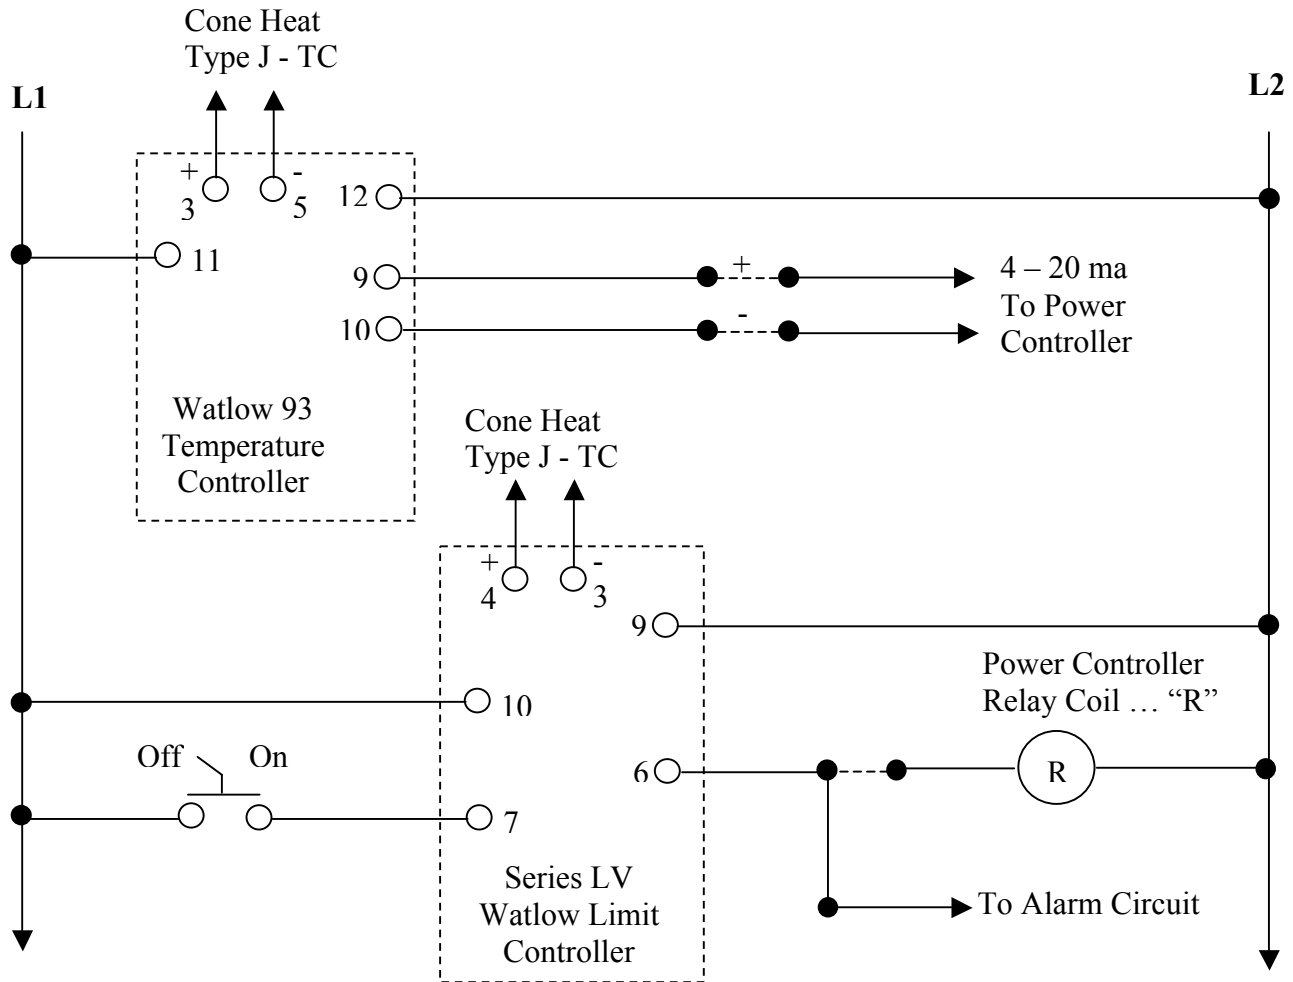 Cone Heat
Type J - TC
L1
L2
+
-
3
5
12
11
9
10
+
-
4 – 20 ma
To Power
Controller
Watlow 93
Temperature
Controller
Cone Heat
Type J - TC
+
-
4
3
9
10
Power Controller
Relay Coil … “R”
Off
On
6
R
7
Series LV
Watlow Limit
Controller
To Alarm Circuit